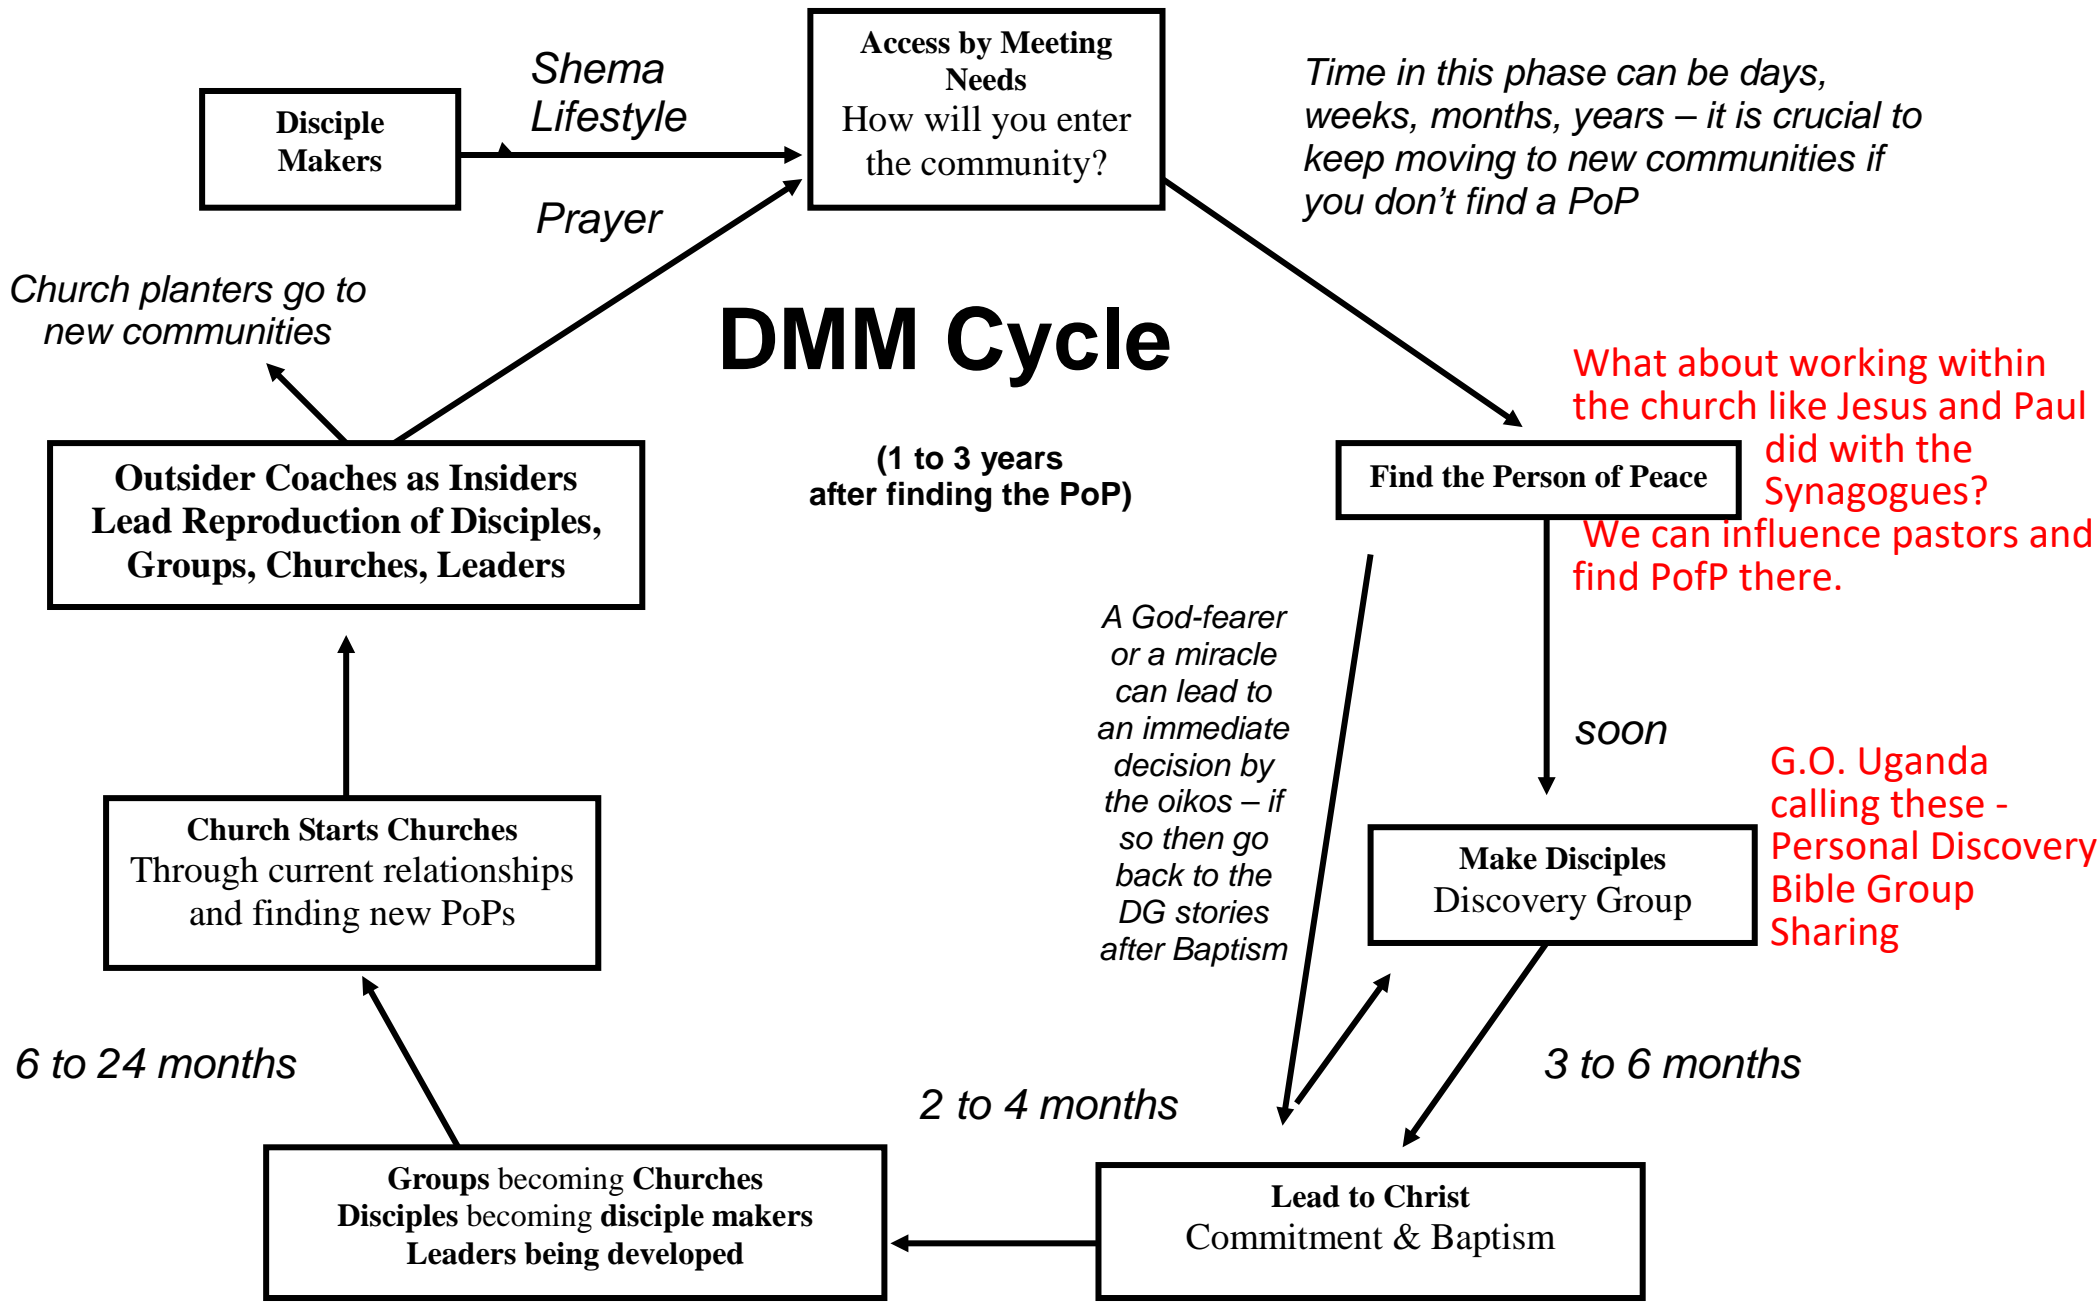 Disciple
Makers
Shema
Lifestyle
Prayer
Access by Meeting
Needs
How will you enter
the community?
Time in this phase can be days,
weeks, months, years – it is crucial to
keep moving to new communities if
you don't find a PoP
Church planters go to
new communities
DMM Cycle
(1 to 3 years
after finding the PoP)
What about working within
the church like Jesus and Paul
did with the
Synagogues?
We can influence pastors and
find PofP there.
Find the Person of Peace
Outsider Coaches as Insiders
Lead Reproduction of Disciples,
Groups, Churches, Leaders
A God-fearer
or a miracle
can lead to
an immediate
decision by
the oikos – if
so then go
back to the
DG stories
after Baptism
soon
G.O. Uganda
calling these -
Personal Discovery
Bible Group
Sharing
Make Disciples
Discovery Group
Church Starts Churches
Through current relationships
and finding new PoPs
6 to 24 months
2 to 4 months
3 to 6 months
Groups becoming Churches
Disciples becoming disciple makers
Leaders being developed
Lead to Christ
Commitment & Baptism